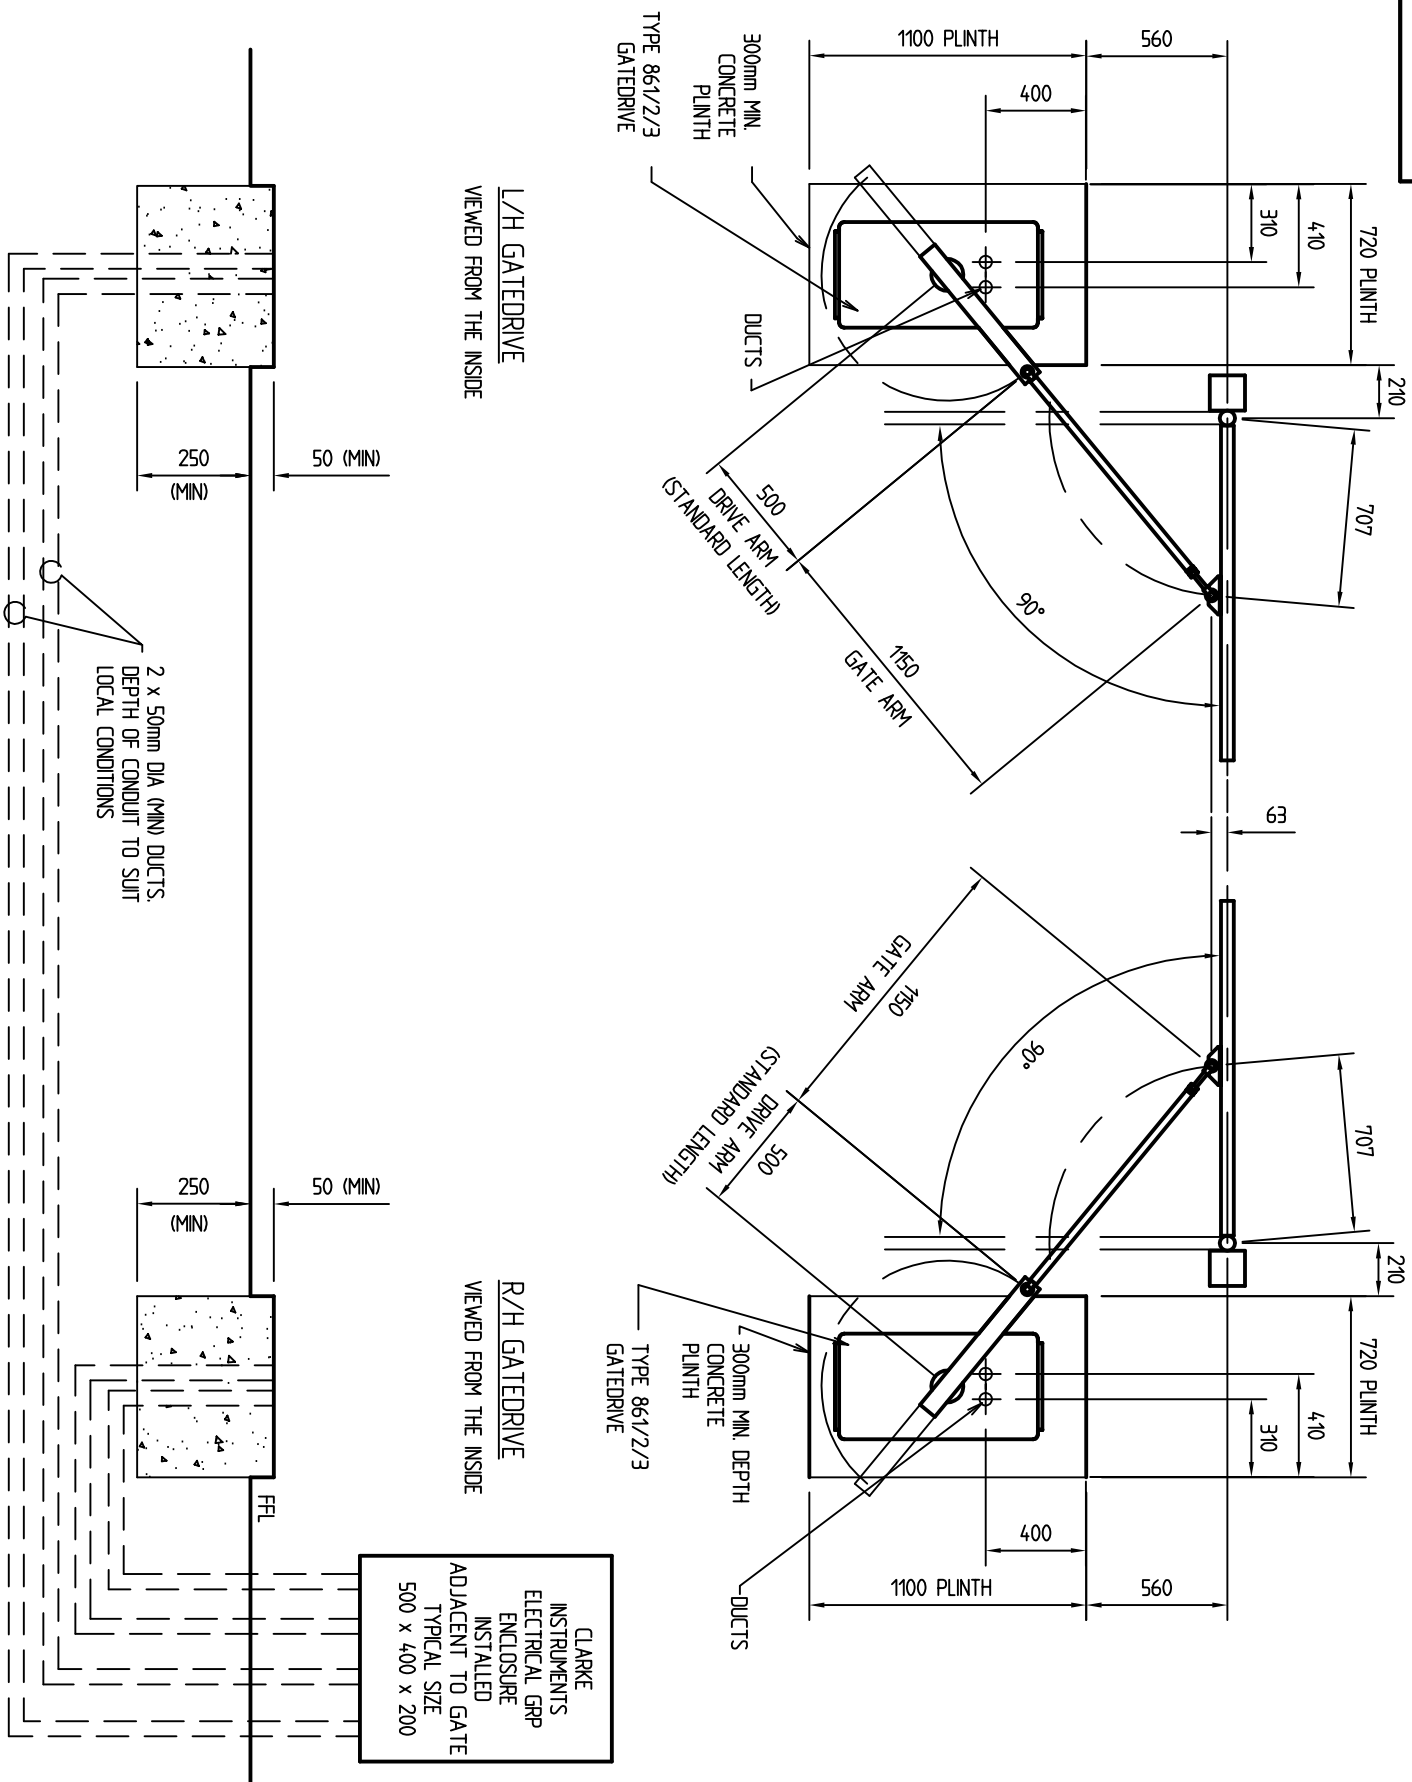 1100 PLINTH
560
400
310
410
720 PLINTH
210
707
300mm MIN.
CONCRETE
PLINTH
TYPE 861/2/3
GATEDRIVE
DUCTS
500
DRIVE ARM
(STANDARD LENGTH)
1150
GATE ARM
90°
63
GATE ARM
1150
90°
(STANDARD LENGTH)
DRIVE ARM
500
707
210
720 PLINTH
410
310
400
1100 PLINTH
560
300mm MIN. DEPTH
CONCRETE
PLINTH
TYPE 861/2/3
GATEDRIVE
DUCTS
L/H GATEDRIVE
VIEWED FROM THE INSIDE
R/H GATEDRIVE
VIEWED FROM THE INSIDE
50 (MIN)
250
(MIN)
50 (MIN)
250
(MIN)
FFL
2 x 50mm DIA (MIN) DUCTS.
DEPTH OF CONDUIT TO SUIT
LOCAL CONDITIONS
CLARKE
INSTRUMENTS
ELECTRICAL GRP
ENCLOSURE
INSTALLED
ADJACENT TO GATE
TYPICAL SIZE
500 x 400 x 200